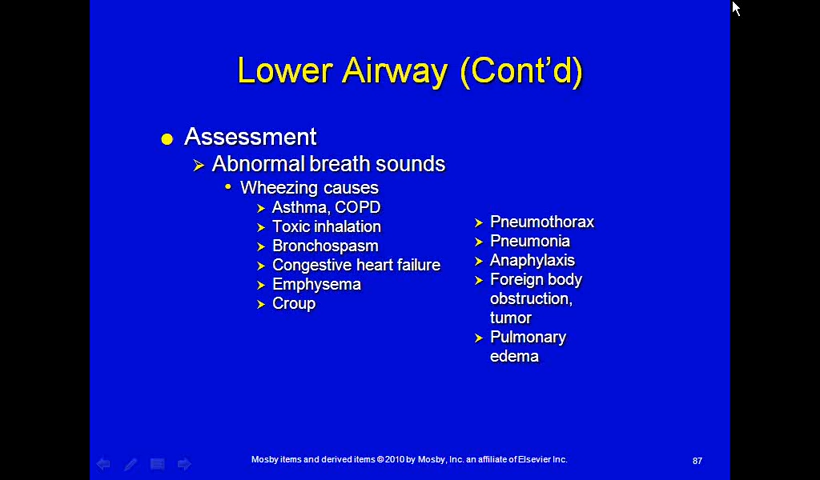 Lower Airway (Cont'd)
Assessment
Abnormal breath sounds
Wheezing causes
Asthma, COPD
Toxic inhalation
Bronchospasm
Congestive heart failure
Emphysema
Croup
Pneumothorax
Pneumonia
Anaphylaxis
Foreign body
obstruction,
tumor
Pulmonary
edema
Mosby items and derived items © 2010 by Mosby, Inc. an affiliate of Elsevier Inc.
87